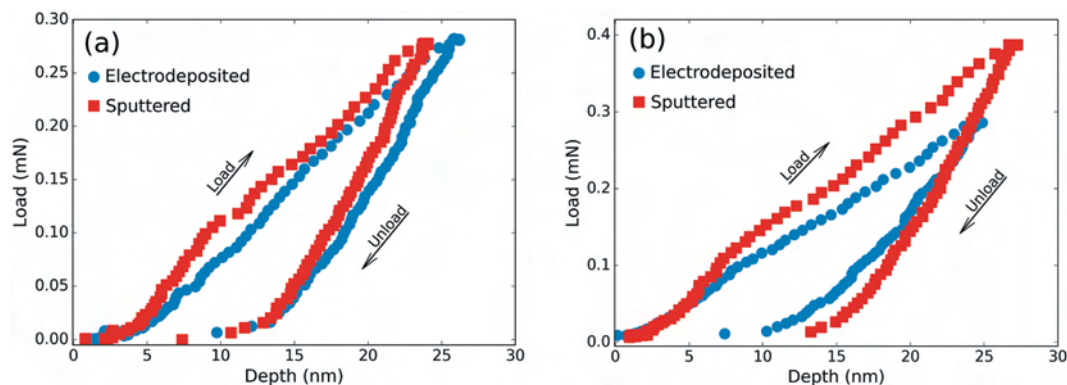 (a)
Electrodeposited
Sputtered
Load
Unload
Load (mN)
0.30
0.25
0.20
0.15
0.10
0.05
0.00
0 5 10 15 20 25 30
Depth (nm)
(b)
Electrodeposited
Sputtered
Load
Unload
Load (mN)
0.4
0.3
0.2
0.1
0.0
0 5 10 15 20 25 30
Depth (nm)